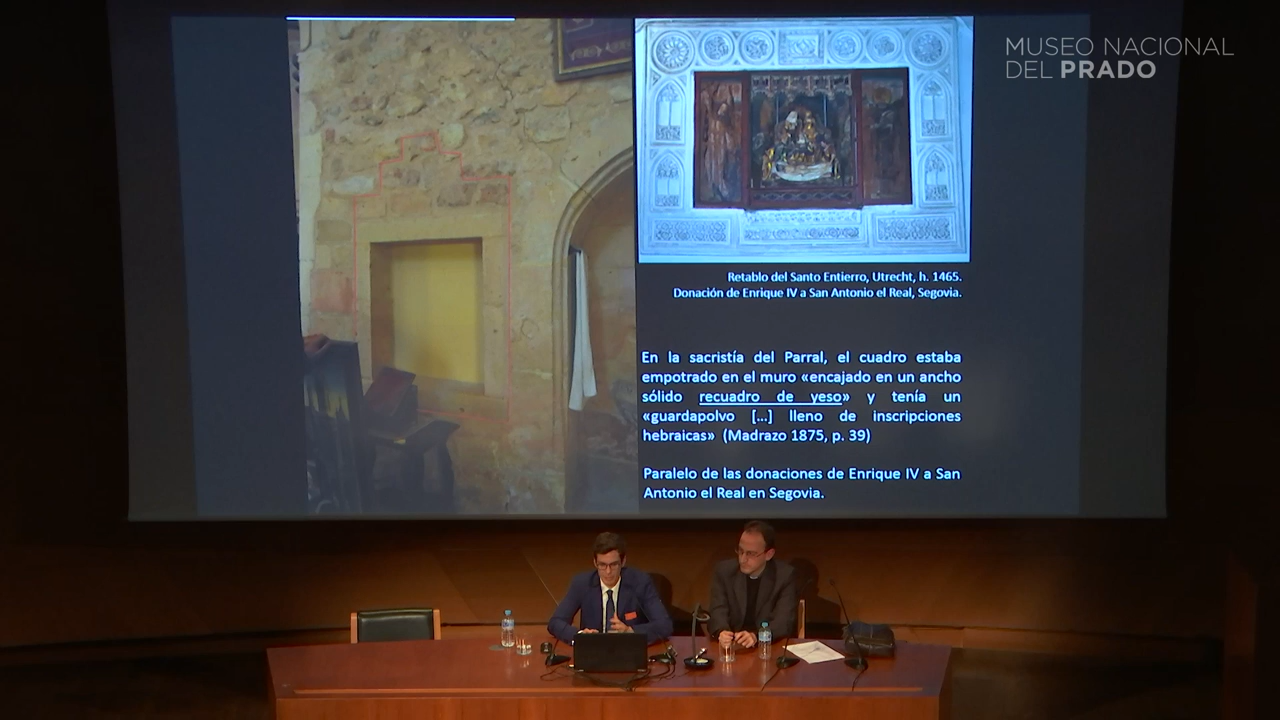 MUSEO NACIONAL
DEL PRADO
Retablo del Santo Entierro, Utrecht, h. 1465.
Donación de Enrique IV a San Antonio el Real, Segovia.
En la sacristía del Parral, el cuadro estaba
empotrado en el muro «encajado en un ancho
sólido recuadro de yeso» y tenía un
«guardapolvo [...] lleno de inscripciones
hebraicas» (Madrazo 1875, p. 39)
Paralelo de las donaciones de Enrique IV a San
Antonio el Real en Segovia.